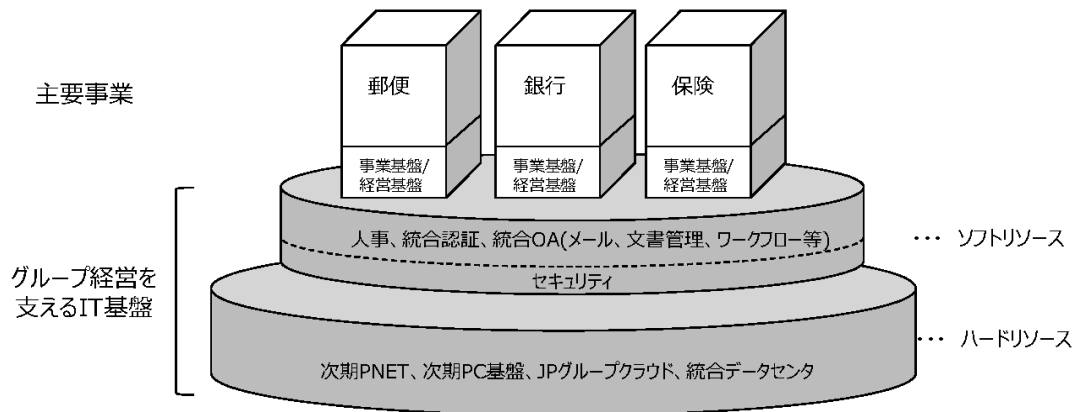 郵便
銀行
保険
主要事業
事業基盤/
経営基盤
事業基盤/
経営基盤
事業基盤/
経営基盤
人事、統合認証、統合OA(メール、文書管理、ワークフロー等)
… ソフトリソース
セキュリティ
グループ経営を
支えるIT基盤
… ハードリソース
次期PNET、次期PC基盤、JPグループクラウド、統合データセンタ